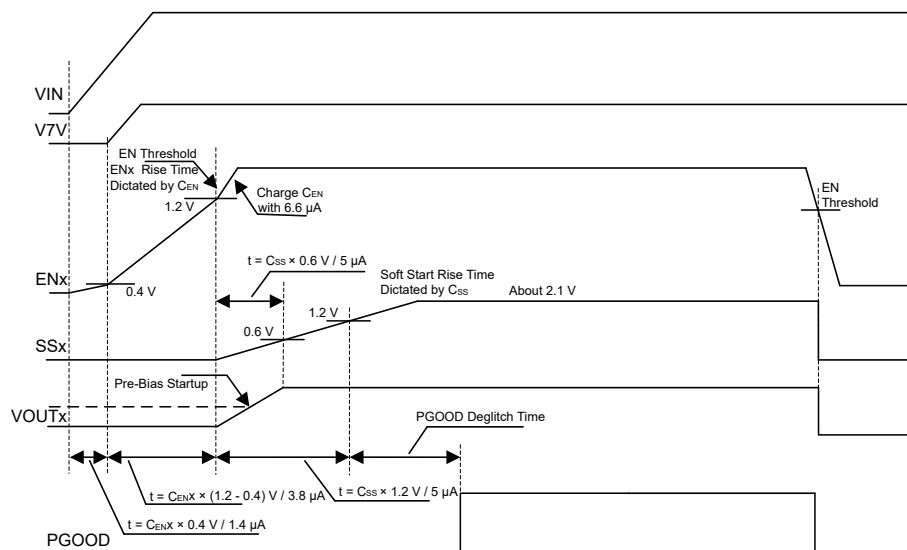 VIN
V7V
EN Threshold
ENx Rise Time
Dictated by CEN
1.2 V
Charge CEN
with 6.6 µA
EN
Threshold
ENx
0.4 V
t = CSS × 0.6 V / 5 µA
Soft Start Rise Time
Dictated by CSS
About 2.1 V
1.2 V
0.6 V
SSx
Pre-Bias Startup
VOUTx
PGOOD Deglitch Time
t = CENx × (1.2 - 0.4) V / 3.8 µA
t = CSS × 1.2 V / 5 µA
t = CENx × 0.4 V / 1.4 µA
PGOOD